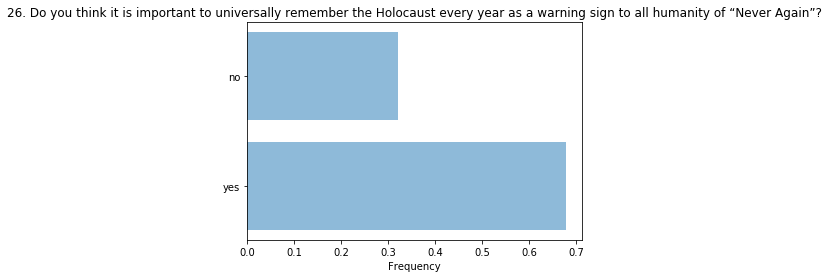 26. Do you think it is important to universally remember the Holocaust every year as a warning sign to all humanity of “Never Again”?
no
yes
0.0 0.1 0.2 0.3 0.4 0.5 0.6 0.7
Frequency